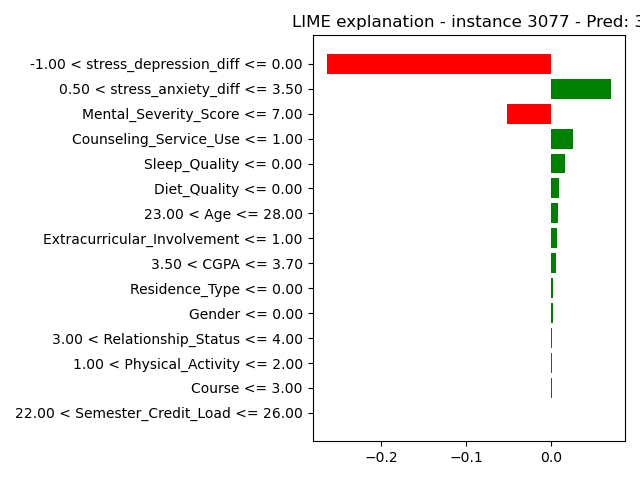 LIME explanation - instance 3077 - Pred: 3
-1.00 < stress_depression_diff <= 0.00
0.50 < stress_anxiety_diff <= 3.50
Mental_Severity_Score <= 7.00
Counseling_Service_Use <= 1.00
Sleep_Quality <= 0.00
Diet_Quality <= 0.00
23.00 < Age <= 28.00
Extracurricular_Involvement <= 1.00
3.50 < CGPA <= 3.70
Residence_Type <= 0.00
Gender <= 0.00
3.00 < Relationship_Status <= 4.00
1.00 < Physical_Activity <= 2.00
Course <= 3.00
22.00 < Semester_Credit_Load <= 26.00
−0.2 −0.1 0.0